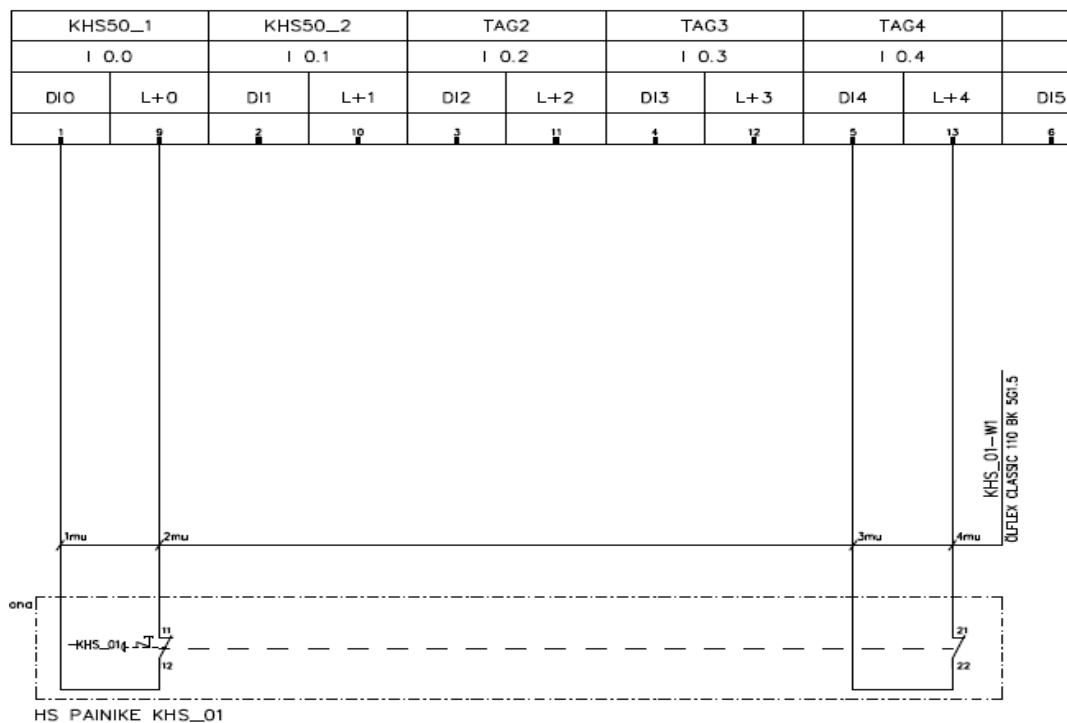 KHS50_1 KHS50_2 TAG2 TAG3 TAG4
I 0.0 I 0.1 I 0.2 I 0.3 I 0.4
DI0 L+0 DI1 L+1 DI2 L+2 DI3 L+3 DI4 L+4 DI5
1 9 2 10 3 11 4 12 5 13 6
KHS_01-W1
ÖLFLEX CLASSIC 110 BK 5G1.5
1mu 2mu 3mu 4mu
ona
11 21
-KHS_01
12 22
HS PAINIKE KHS_01